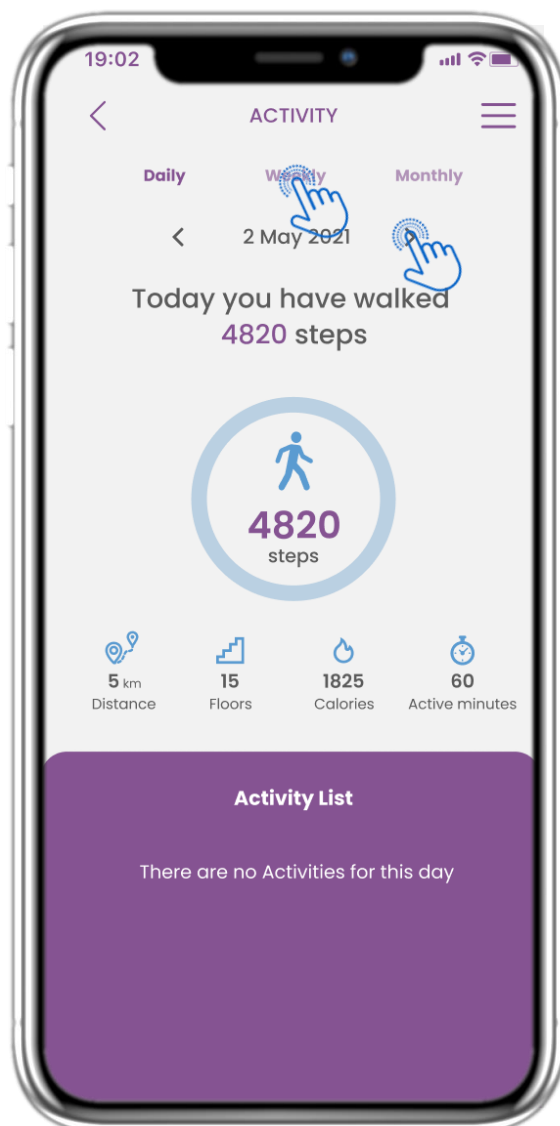 19:02
ACTIVITY
Daily Weekly Monthly
2 May 2021
Today you have walked
4820 steps
4820
steps
5 km 15 1825 60
Distance Floors Calories Active minutes
Activity List
There are no Activities for this day